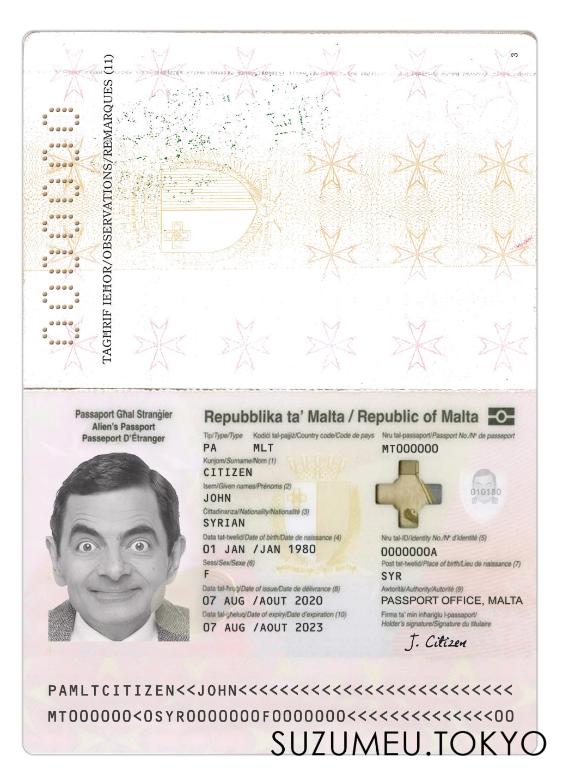 3
000000
TAGĦRIF IEĦOR/OBSERVATIONS/REMARQUES (11)
Passaport Għal Stranġier
Alien's Passport
Passeport D'Étranger
Repubblika ta' Malta / Republic of Malta
Tip/Type/Type Kodiċi tal-pajjiż/Country code/Code de pays Nru tal-passaport/Passport No./Nº de passeport
PA MLT MT000000
Kunjom/Surname/Nom (1)
CITIZEN
Isem/Given names/Prénoms (2)
JOHN
010180
Ċittadinanza/Nationality/Nationalité (3)
SYRIAN
Data tat-twelid/Date of birth/Date de naissance (4) Nru tal-ID/Identity No./Nº d'identité (5)
01 JAN /JAN 1980 0000000A
Sess/Sex/Sexe (6) Post tat-twelid/Place of birth/Lieu de naissance (7)
F SYR
Data tal-ħruġ/Date of issue/Date de délivrance (8) Awtorità/Authority/Autorité (9)
07 AUG /AOUT 2020 PASSPORT OFFICE, MALTA
Data tal-għeluq/Date of expiry/Date d'expiration (10) Firma ta' min inħariġlu l-passaport/
07 AUG /AOUT 2023 Holder's signature/Signature du titulaire
J. Citizen
PAMLTCITIZEN<<JOHN<<<<<<<<<<<<<<<<<<<<<<<<<<
MT000000<0SYR0000000F0000000<<<<<<<<<<<<<<00
SUZUMEU.TOKYO